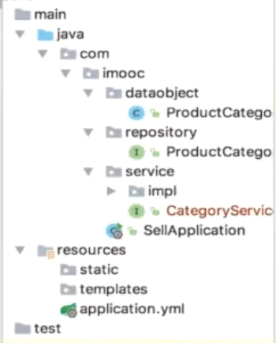 main
java
com
imooc
dataobject
ProductCatego
repository
ProductCatego
service
impl
CategoryServic
SellApplication
resources
static
templates
application.yml
test